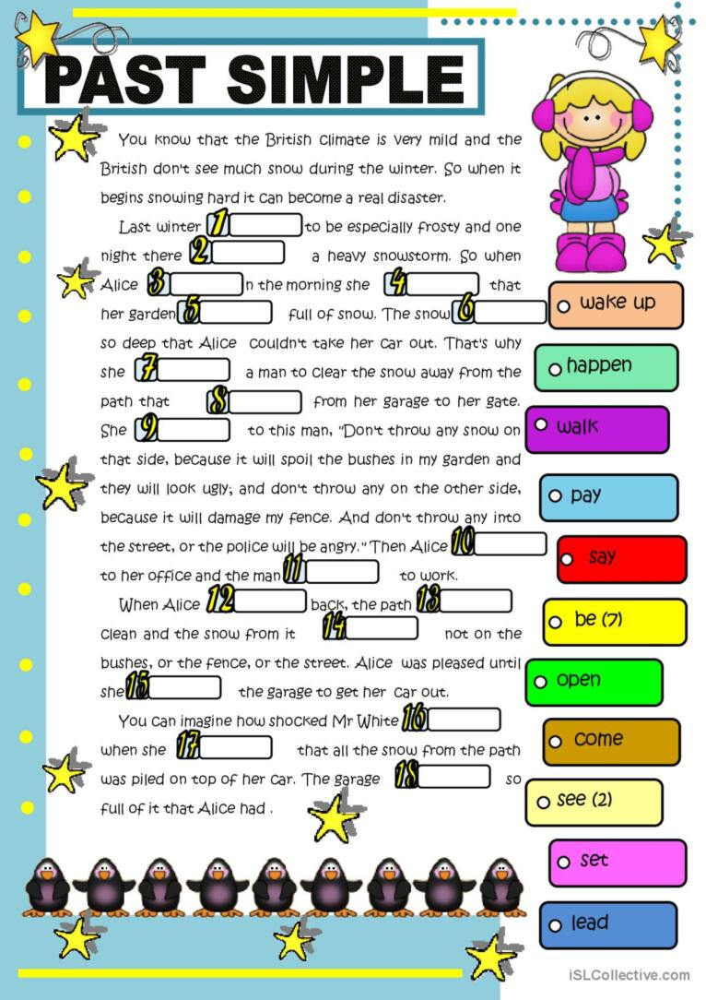 PAST SIMPLE
You know that the British climate is very mild and the
British don't see much snow during the winter. So when it
begins snowing hard it can become a real disaster.
Last winter 1 to be especially frosty and one
night there 2 a heavy snowstorm. So when
Alice 3 n the morning she 4 that
her garden 5 full of snow. The snow 6
so deep that Alice couldn't take her car out. That's why
she 7 a man to clear the snow away from the
path that 8 from her garage to her gate.
She 9 to this man, "Don't throw any snow on
that side, because it will spoil the bushes in my garden and
they will look ugly; and don't throw any on the other side,
because it will damage my fence. And don't throw any into
the street, or the police will be angry." Then Alice 10
to her office and the man 11 to work.
When Alice 12 back, the path 13
clean and the snow from it 14 not on the
bushes, or the fence, or the street. Alice was pleased until
she 15 the garage to get her car out.
You can imagine how shocked Mr White 16
when she 17 that all the snow from the path
was piled on top of her car. The garage 18 so
full of it that Alice had .
wake up
happen
walk
pay
say
be (7)
open
come
see (2)
set
lead
iSLCollective.com